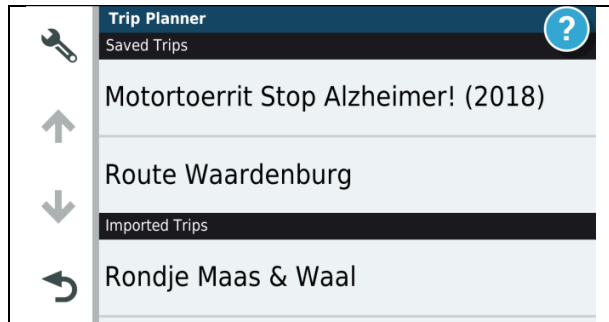 Trip Planner
?
Saved Trips
Motortoerrit Stop Alzheimer! (2018)
Route Waardenburg
Imported Trips
Rondje Maas & Waal